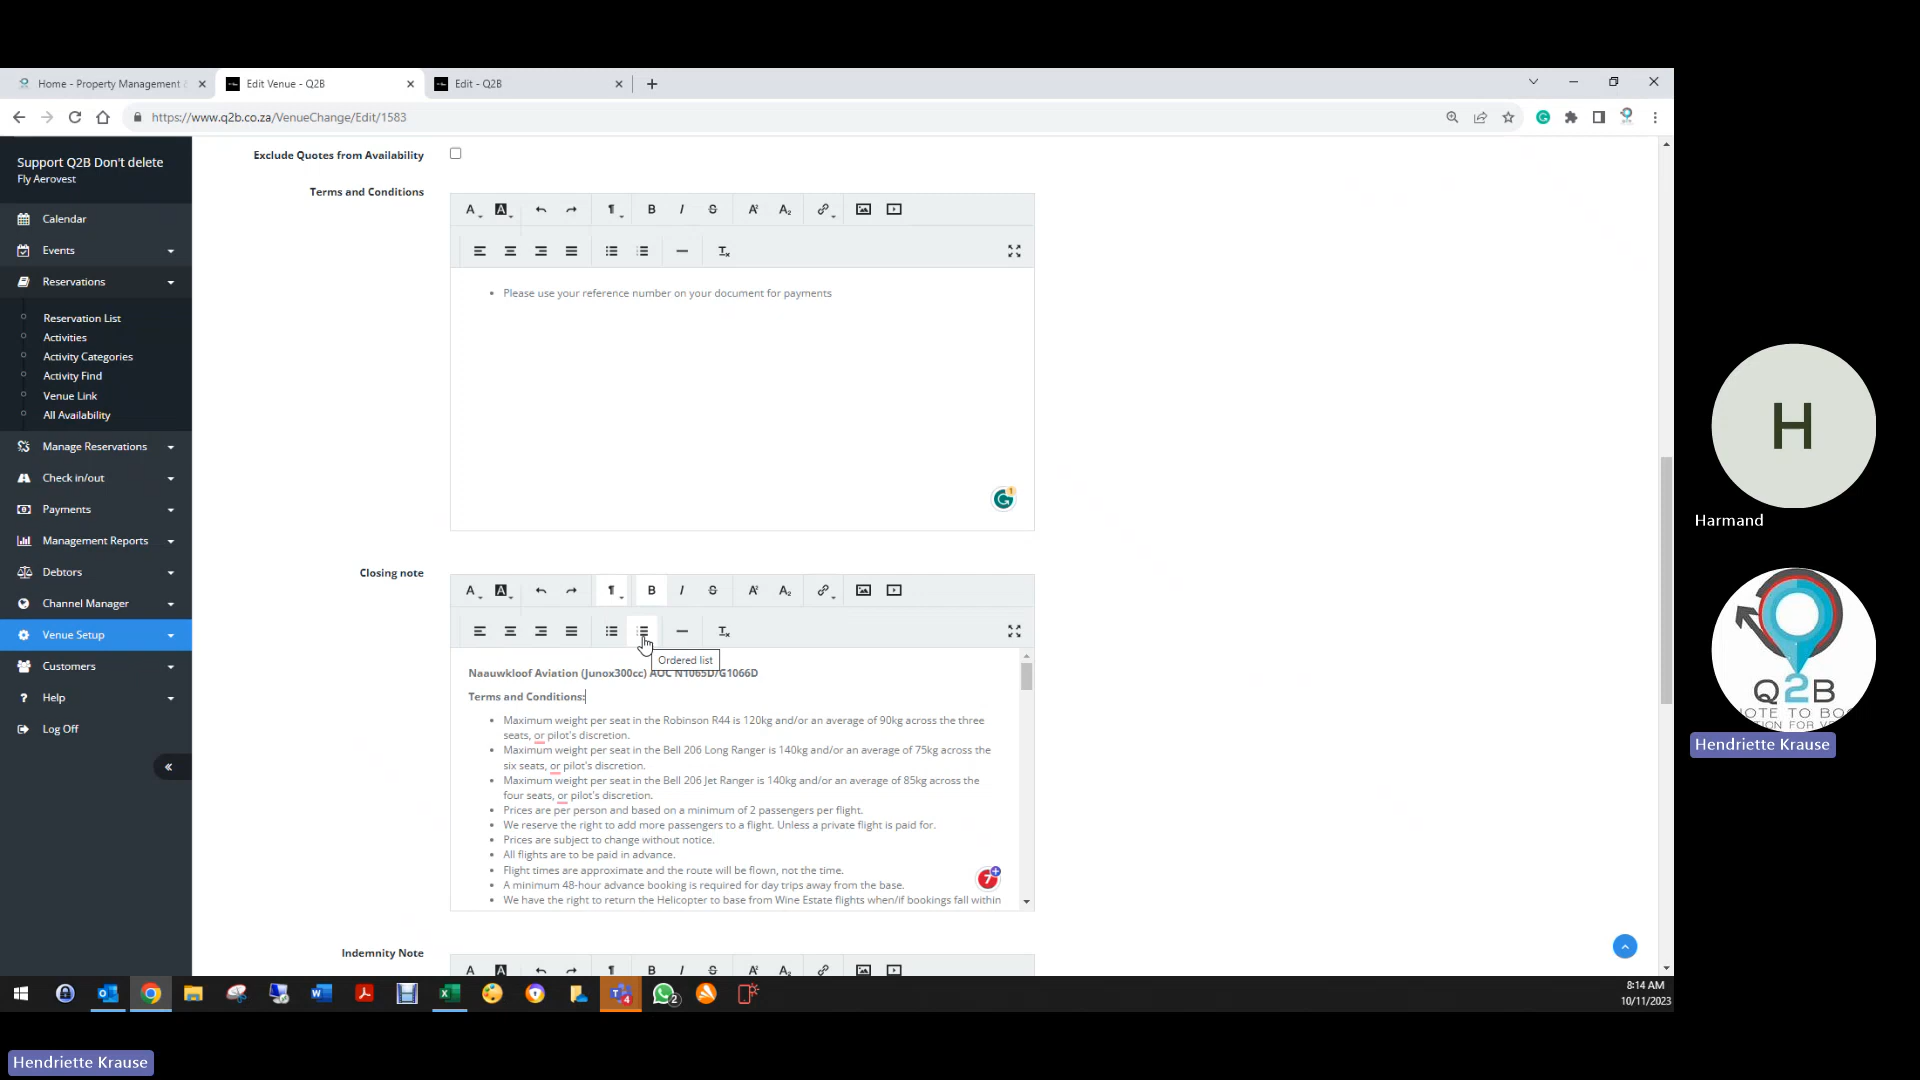 Home - Property Management
Edit Venue - Q2B
Edit - Q2B
https://www.q2b.co.za/VenueChange/Edit/1583
Support Q2B Don't delete
Fly Aerovest
Calendar
Events
Reservations
Reservation List
Activities
Activity Categories
Activity Find
Venue Link
All Availability
Manage Reservations
Check in/out
Payments
Management Reports
Debtors
Channel Manager
Venue Setup
Customers
Help
Log Off
Exclude Quotes from Availability
Terms and Conditions
Please use your reference number on your document for payments
Closing note
Ordered list
Naauwkloof Aviation (Junox300cc) AOC N1065D/G1066D
Terms and Conditions:
Maximum weight per seat in the Robinson R44 is 120kg and/or an average of 90kg across the three
seats, or pilot's discretion.
Maximum weight per seat in the Bell 206 Long Ranger is 140kg and/or an average of 75kg across the
six seats, or pilot's discretion.
Maximum weight per seat in the Bell 206 Jet Ranger is 140kg and/or an average of 85kg across the
four seats, or pilot's discretion.
Prices are per person and based on a minimum of 2 passengers per flight.
We reserve the right to add more passengers to a flight. Unless a private flight is paid for.
Prices are subject to change without notice.
All flights are to be paid in advance.
Flight times are approximate and the route will be flown, not the time.
A minimum 48-hour advance booking is required for day trips away from the base.
We have the right to return the Helicopter to base from Wine Estate flights when/if bookings fall within
7
Indemnity Note
8:14 AM
10/11/2023
H
Harmand
Q2B
Hendriette Krause
Hendriette Krause